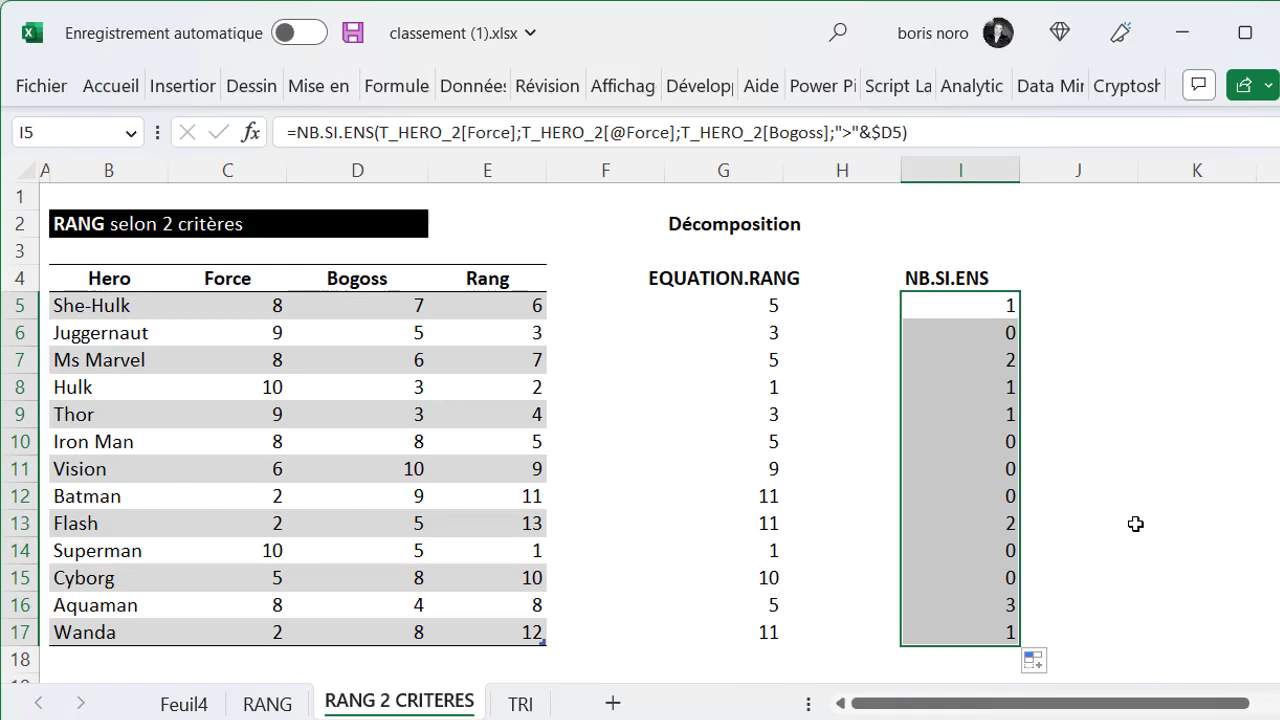 Enregistrement automatique classement (1).xlsx boris noro
Fichier Accueil Insertior Dessin Mise en Formule Données Révision Affichag Dévelop Aide Power Pi Script La Analytic Data Mir Cryptosh
I5 fx =NB.SI.ENS(T_HERO_2[Force];T_HERO_2[@Force];T_HERO_2[Bogoss];">"&$D5)
A B C D E F G H I J K
1
2 RANG selon 2 critères Décomposition
3
4 Hero Force Bogoss Rang EQUATION.RANG NB.SI.ENS
5 She-Hulk 8 7 6 5 1
6 Juggernaut 9 5 3 3 0
7 Ms Marvel 8 6 7 5 2
8 Hulk 10 3 2 1 1
9 Thor 9 3 4 3 1
10 Iron Man 8 8 5 5 0
11 Vision 6 10 9 9 0
12 Batman 2 9 11 11 0
13 Flash 2 5 13 11 2
14 Superman 10 5 1 1 0
15 Cyborg 5 8 10 10 0
16 Aquaman 8 4 8 5 3
17 Wanda 2 8 12 11 1
18
Feuil4 RANG RANG 2 CRITERES TRI